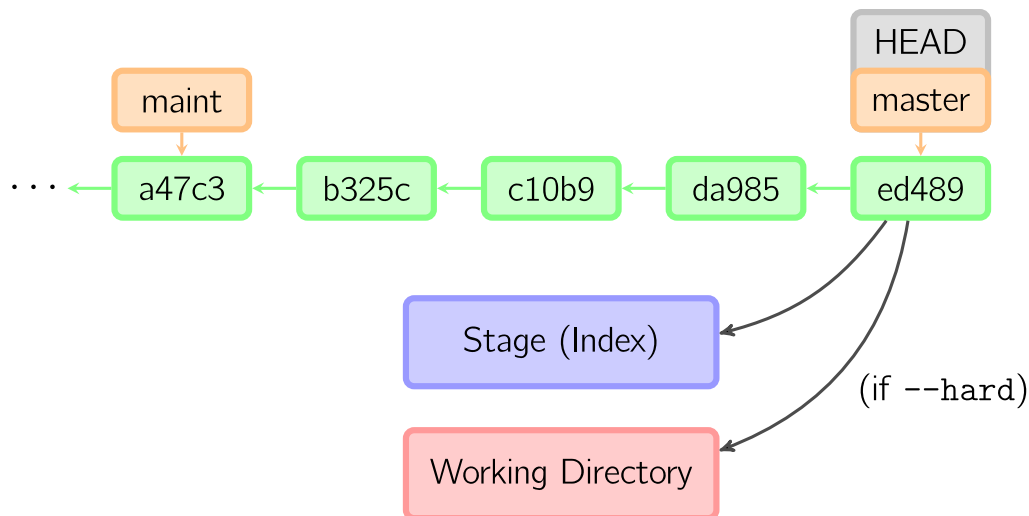 HEAD
maint
master
... a47c3 b325c c10b9 da985 ed489
Stage (Index)
(if --hard)
Working Directory